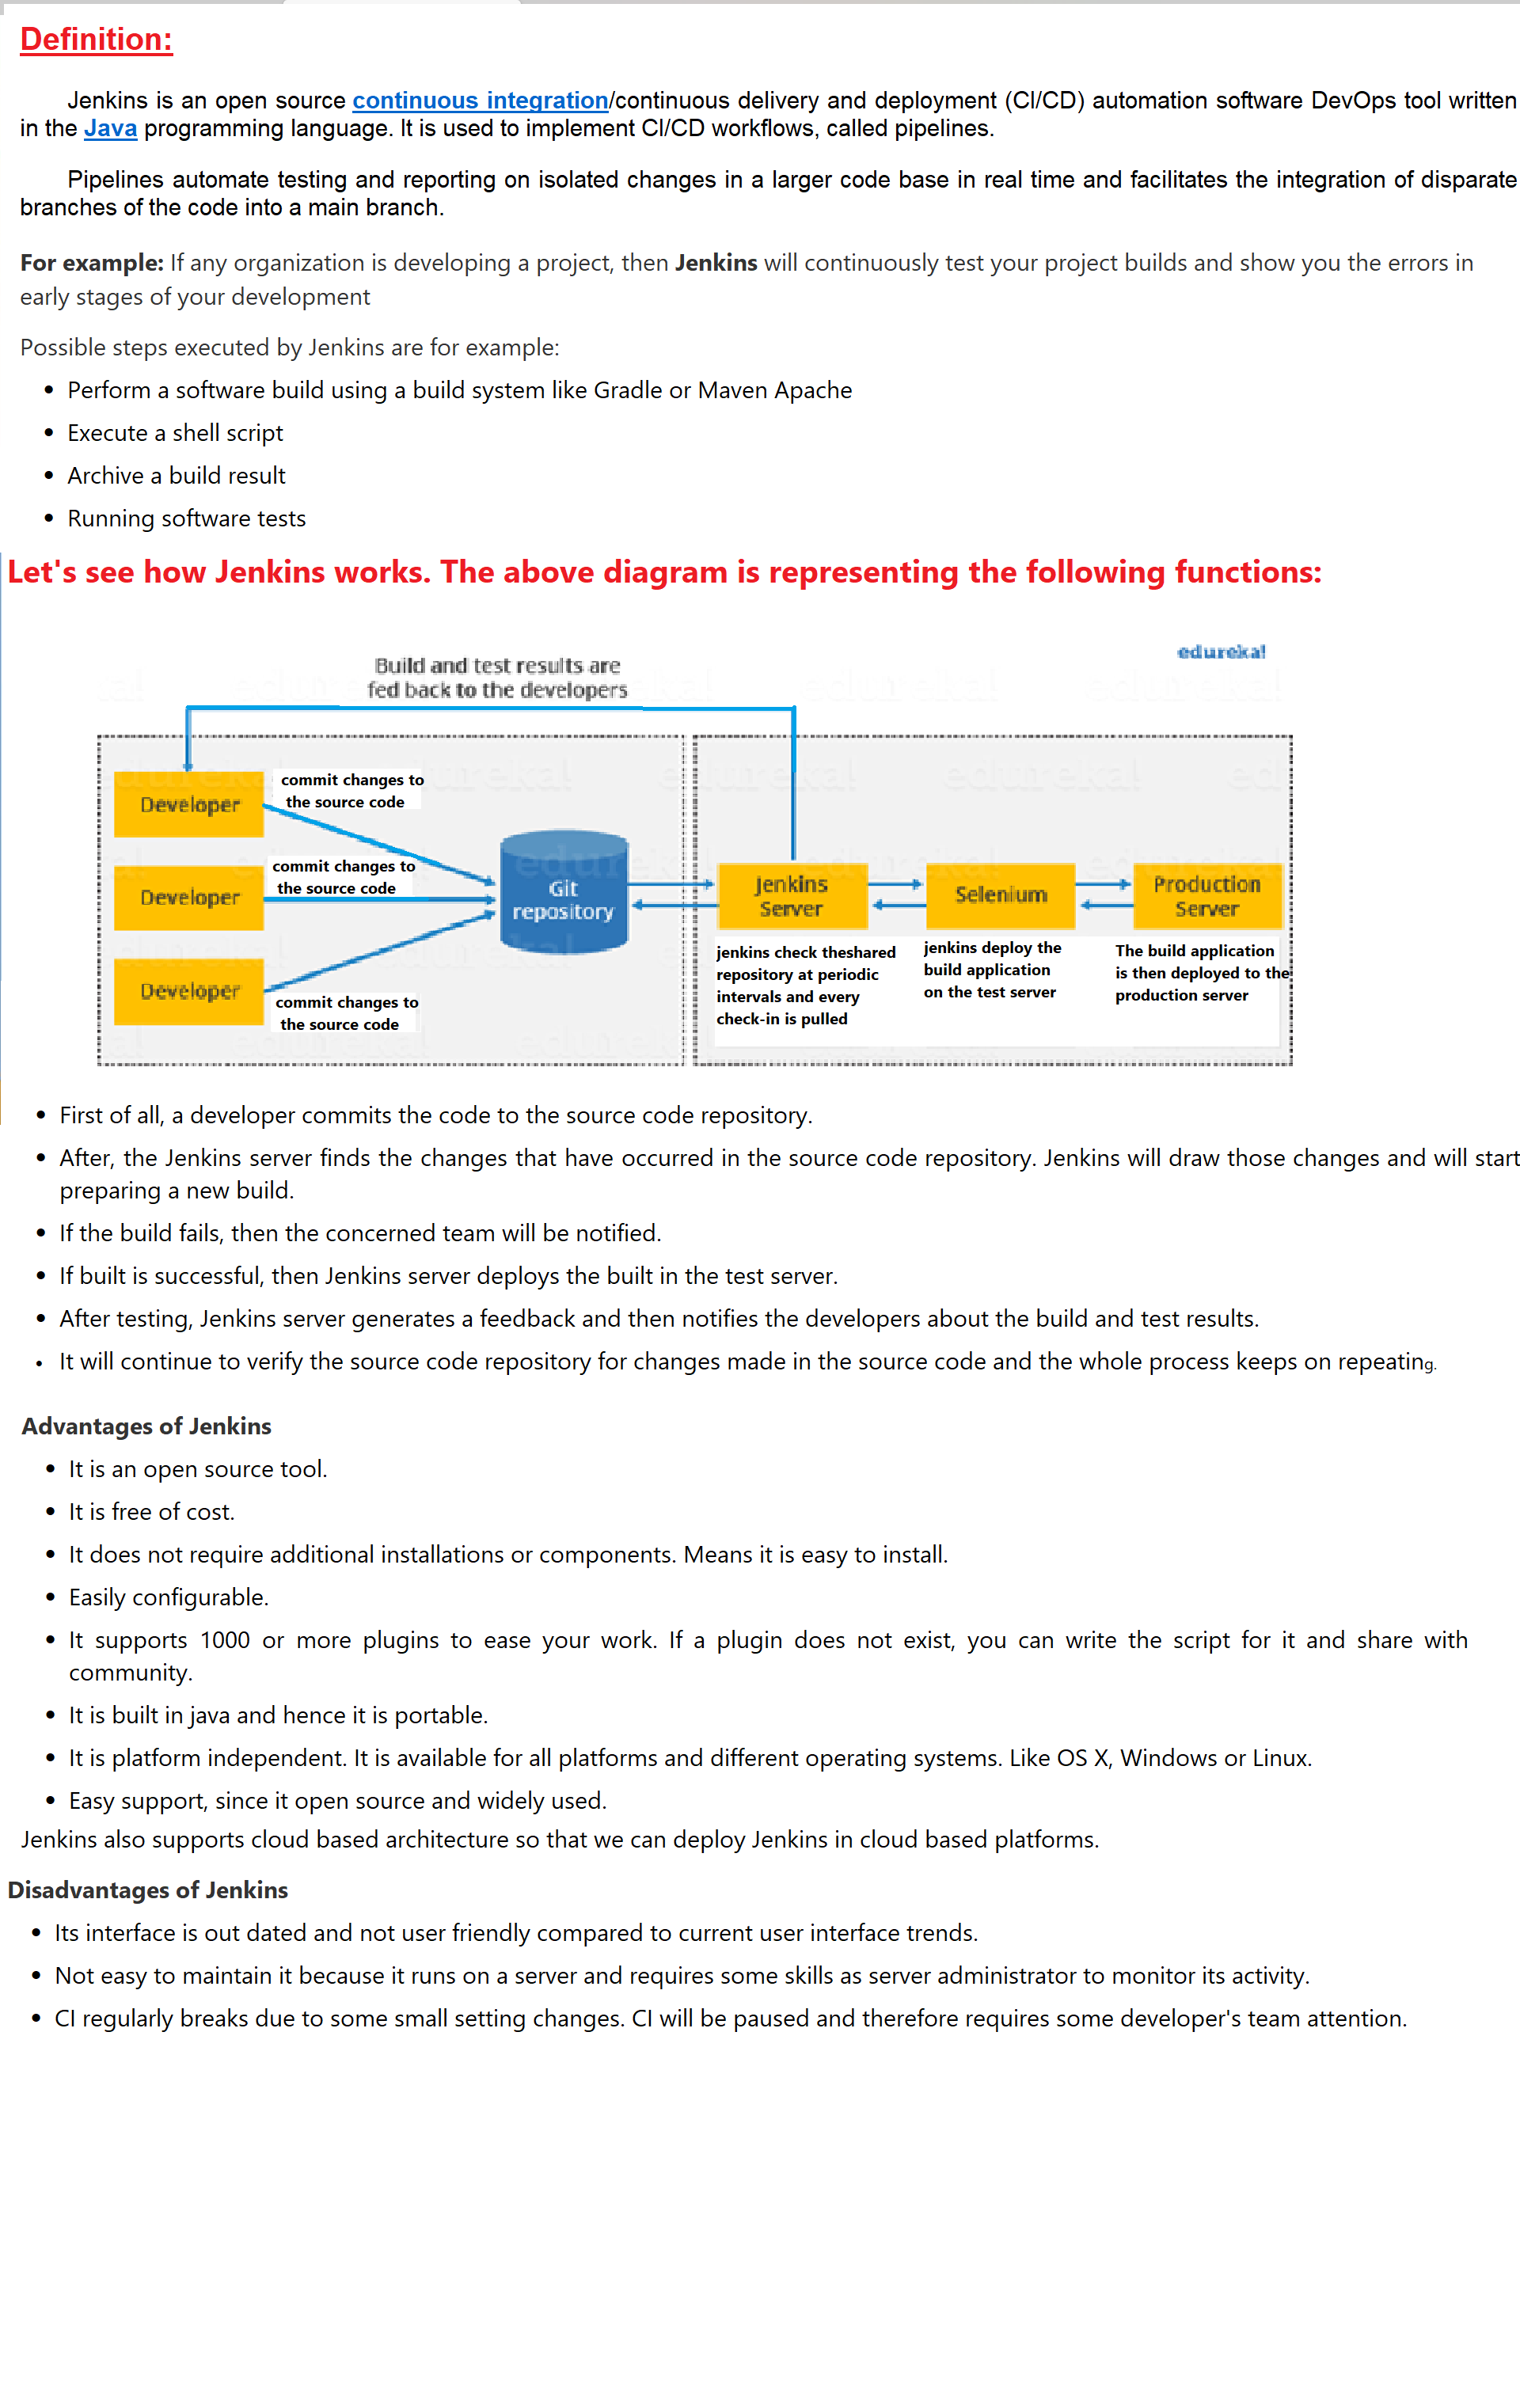 Definition:
Jenkins is an open source continuous integration/continuous delivery and deployment (CI/CD) automation software DevOps tool written
in the Java programming language. It is used to implement CI/CD workflows, called pipelines.
Pipelines automate testing and reporting on isolated changes in a larger code base in real time and facilitates the integration of disparate
branches of the code into a main branch.
For example: If any organization is developing a project, then Jenkins will continuously test your project builds and show you the errors in
early stages of your development
Possible steps executed by Jenkins are for example:
• Perform a software build using a build system like Gradle or Maven Apache
• Execute a shell script
• Archive a build result
• Running software tests
Let's see how Jenkins works. The above diagram is representing the following functions:
edureka!
Build and test results are
fed back to the developers
Developer
commit changes to
the source code
Developer
commit changes to
the source code
Developer
commit changes to
the source code
Git
repository
Jenkins
Server
Selenium
Production
Server
jenkins check theshared
repository at periodic
intervals and every
check-in is pulled
jenkins deploy the
build application
on the test server
The build application
is then deployed to the
production server
• First of all, a developer commits the code to the source code repository.
• After, the Jenkins server finds the changes that have occurred in the source code repository. Jenkins will draw those changes and will start
preparing a new build.
• If the build fails, then the concerned team will be notified.
• If built is successful, then Jenkins server deploys the built in the test server.
• After testing, Jenkins server generates a feedback and then notifies the developers about the build and test results.
• It will continue to verify the source code repository for changes made in the source code and the whole process keeps on repeating.
Advantages of Jenkins
• It is an open source tool.
• It is free of cost.
• It does not require additional installations or components. Means it is easy to install.
• Easily configurable.
• It supports 1000 or more plugins to ease your work. If a plugin does not exist, you can write the script for it and share with
community.
• It is built in java and hence it is portable.
• It is platform independent. It is available for all platforms and different operating systems. Like OS X, Windows or Linux.
• Easy support, since it open source and widely used.
Jenkins also supports cloud based architecture so that we can deploy Jenkins in cloud based platforms.
Disadvantages of Jenkins
• Its interface is out dated and not user friendly compared to current user interface trends.
• Not easy to maintain it because it runs on a server and requires some skills as server administrator to monitor its activity.
• CI regularly breaks due to some small setting changes. CI will be paused and therefore requires some developer's team attention.